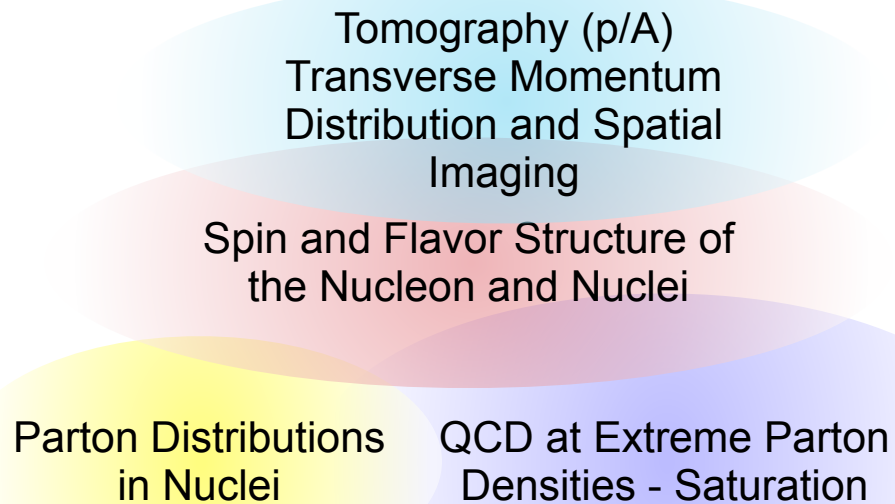 Tomography (p/A)
Transverse Momentum
Distribution and Spatial
Imaging
Spin and Flavor Structure of
the Nucleon and Nuclei
Parton Distributions
in Nuclei
QCD at Extreme Parton
Densities - Saturation